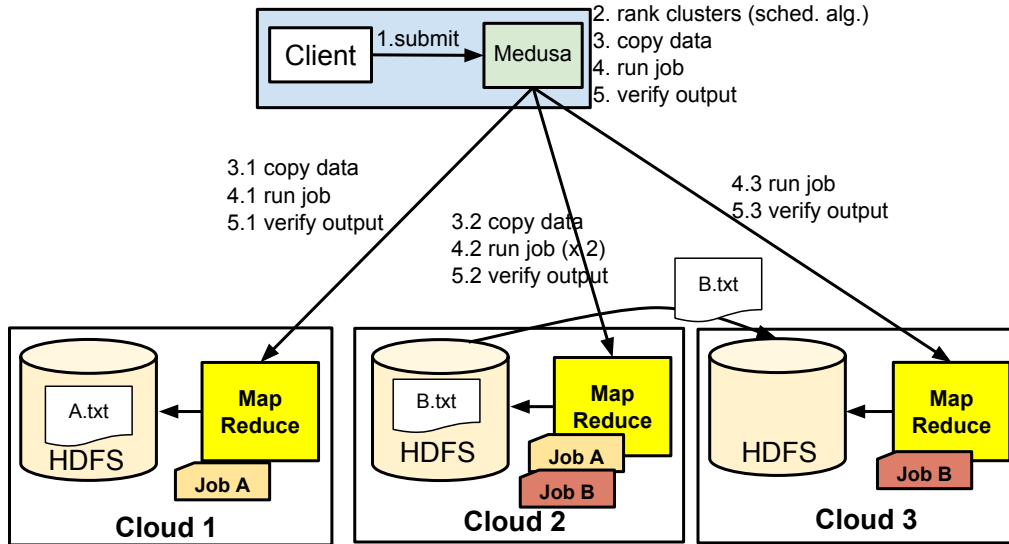 Client
1.submit
Medusa
2. rank clusters (sched. alg.)
3. copy data
4. run job
5. verify output
3.1 copy data
4.1 run job
5.1 verify output
3.2 copy data
4.2 run job (x 2)
5.2 verify output
4.3 run job
5.3 verify output
B.txt
A.txt
HDFS
Map
Reduce
Job A
Cloud 1
B.txt
HDFS
Map
Reduce
Job A
Job B
Cloud 2
HDFS
Map
Reduce
Job B
Cloud 3